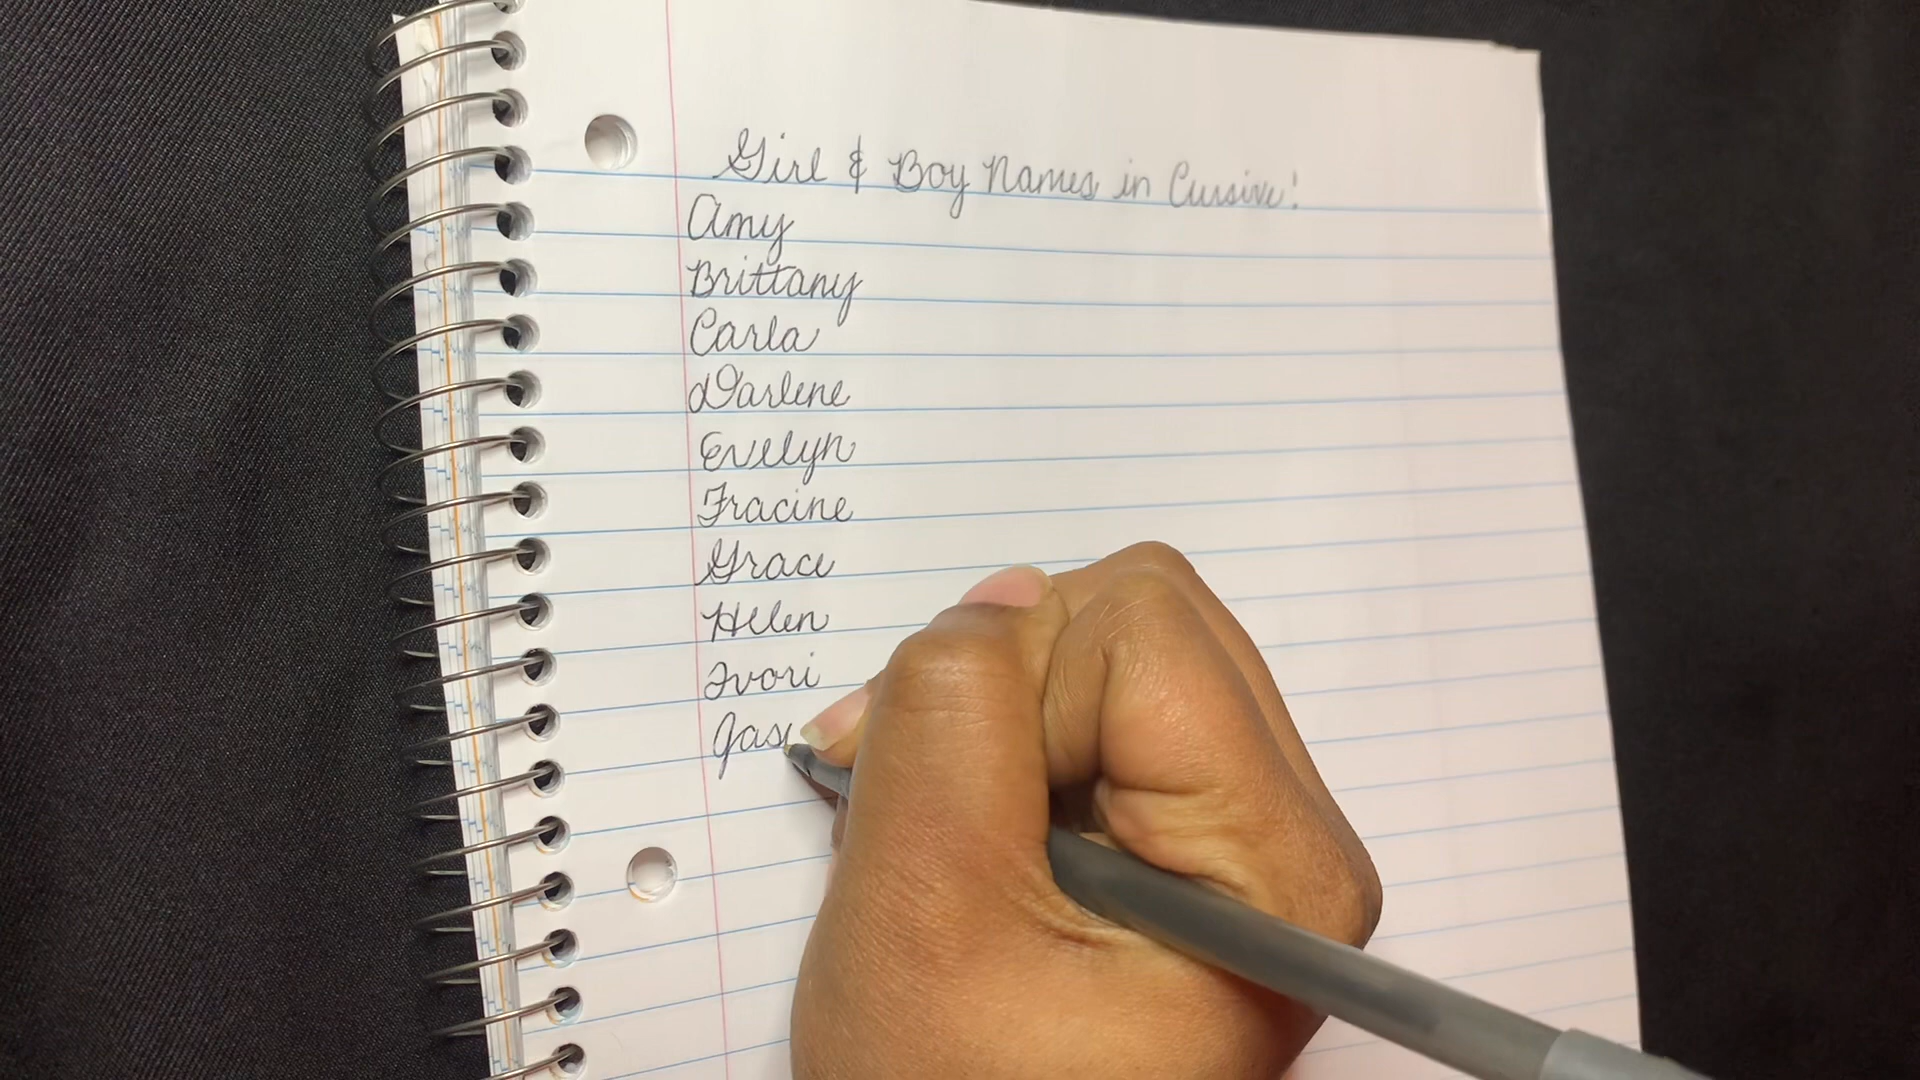 Girl & Boy Names in Cursive!
Amy
Brittany
Carla
Darlene
Evelyn
Fracine
Grace
Helen
Ivori